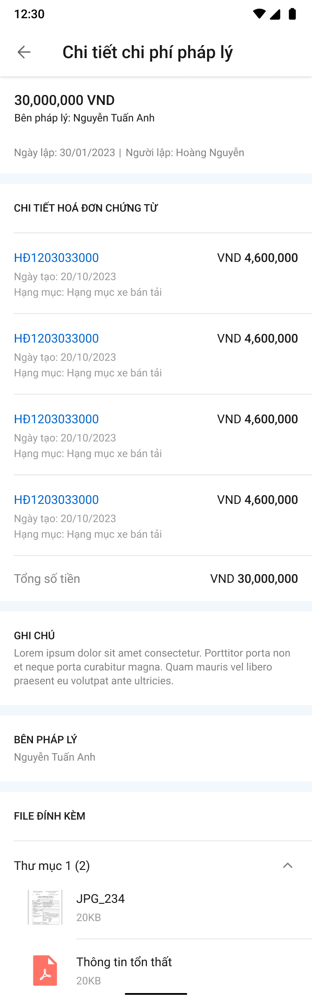 12:30
Chi tiết chi phí pháp lý
30,000,000 VND
Bên pháp lý: Nguyễn Tuấn Anh
Ngày lập: 30/01/2023 | Người lập: Hoàng Nguyễn
CHI TIẾT HOÁ ĐƠN CHỨNG TỪ
HĐ1203033000 VND 4,600,000
Ngày tạo: 20/10/2023
Hạng mục: Hạng mục xe bán tải
HĐ1203033000 VND 4,600,000
Ngày tạo: 20/10/2023
Hạng mục: Hạng mục xe bán tải
HĐ1203033000 VND 4,600,000
Ngày tạo: 20/10/2023
Hạng mục: Hạng mục xe bán tải
HĐ1203033000 VND 4,600,000
Ngày tạo: 20/10/2023
Hạng mục: Hạng mục xe bán tải
Tổng số tiền VND 30,000,000
GHI CHÚ
Lorem ipsum dolor sit amet consectetur. Porttitor porta non
et neque porta curabitur magna. Quam mauris vel libero
praesent eu volutpat ante ultricies.
BÊN PHÁP LÝ
Nguyễn Tuấn Anh
FILE ĐÍNH KÈM
Thư mục 1 (2)
JPG_234
20KB
Thông tin tổn thất
20KB